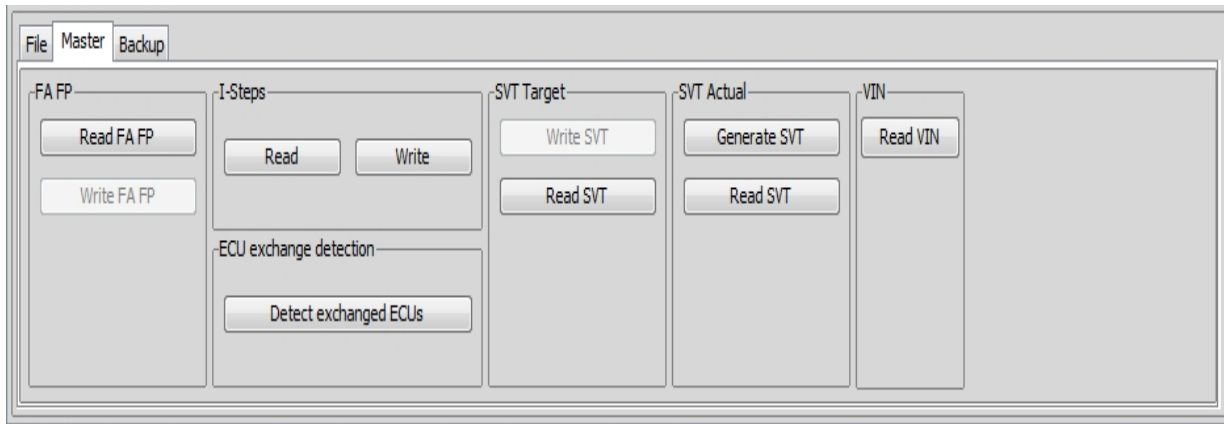 File Master Backup
FA FP
Read FA FP
Write FA FP
I-Steps
Read Write
ECU exchange detection
Detect exchanged ECUs
SVT Target
Write SVT
Read SVT
SVT Actual
Generate SVT
Read SVT
VIN
Read VIN